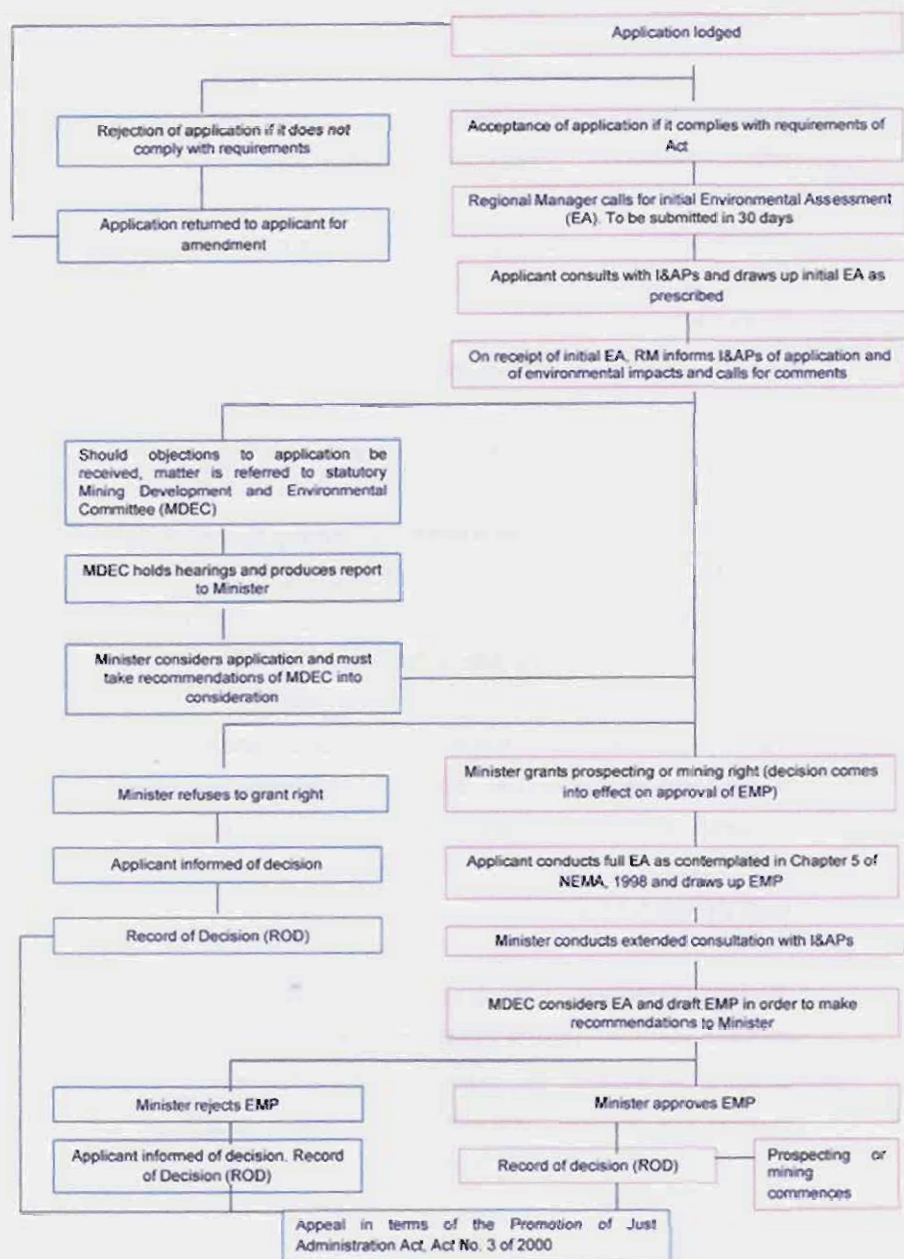 Application lodged
Rejection of application if it does not
comply with requirements
Acceptance of application if it complies with requirements of
Act
Application returned to applicant for
amendment
Regional Manager calls for initial Environmental Assessment
(EA). To be submitted in 30 days
Applicant consults with I&APs and draws up initial EA as
prescribed
On receipt of initial EA, RM informs I&APs of application and
of environmental impacts and calls for comments
Should objections to application be
received, matter is referred to statutory
Mining Development and Environmental
Committee (MDEC)
MDEC holds hearings and produces report
to Minister
Minister considers application and must
take recommendations of MDEC into
consideration
Minister refuses to grant right
Minister grants prospecting or mining right (decision comes
into effect on approval of EMP)
Applicant informed of decision
Applicant conducts full EA as contemplated in Chapter 5 of
NEMA, 1998 and draws up EMP
Record of Decision (ROD)
Minister conducts extended consultation with I&APs
MDEC considers EA and draft EMP in order to make
recommendations to Minister
Minister rejects EMP
Minister approves EMP
Applicant informed of decision. Record
of Decision (ROD)
Record of decision (ROD)
Prospecting or
mining
commences
Appeal in terms of the Promotion of Just
Administration Act, Act No. 3 of 2000